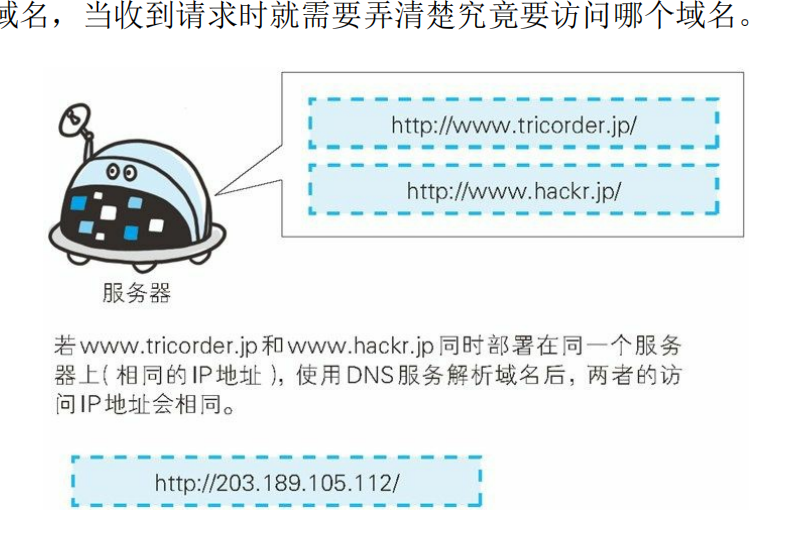 域名，当收到请求时就需要弄清楚究竟要访问哪个域名。
http://www.tricorder.jp/
http://www.hackr.jp/
服务器
若www.tricorder.jp和www.hackr.jp同时部署在同一个服务
器上(相同的IP地址)，使用DNS服务解析域名后，两者的访
问IP地址会相同。
http://203.189.105.112/